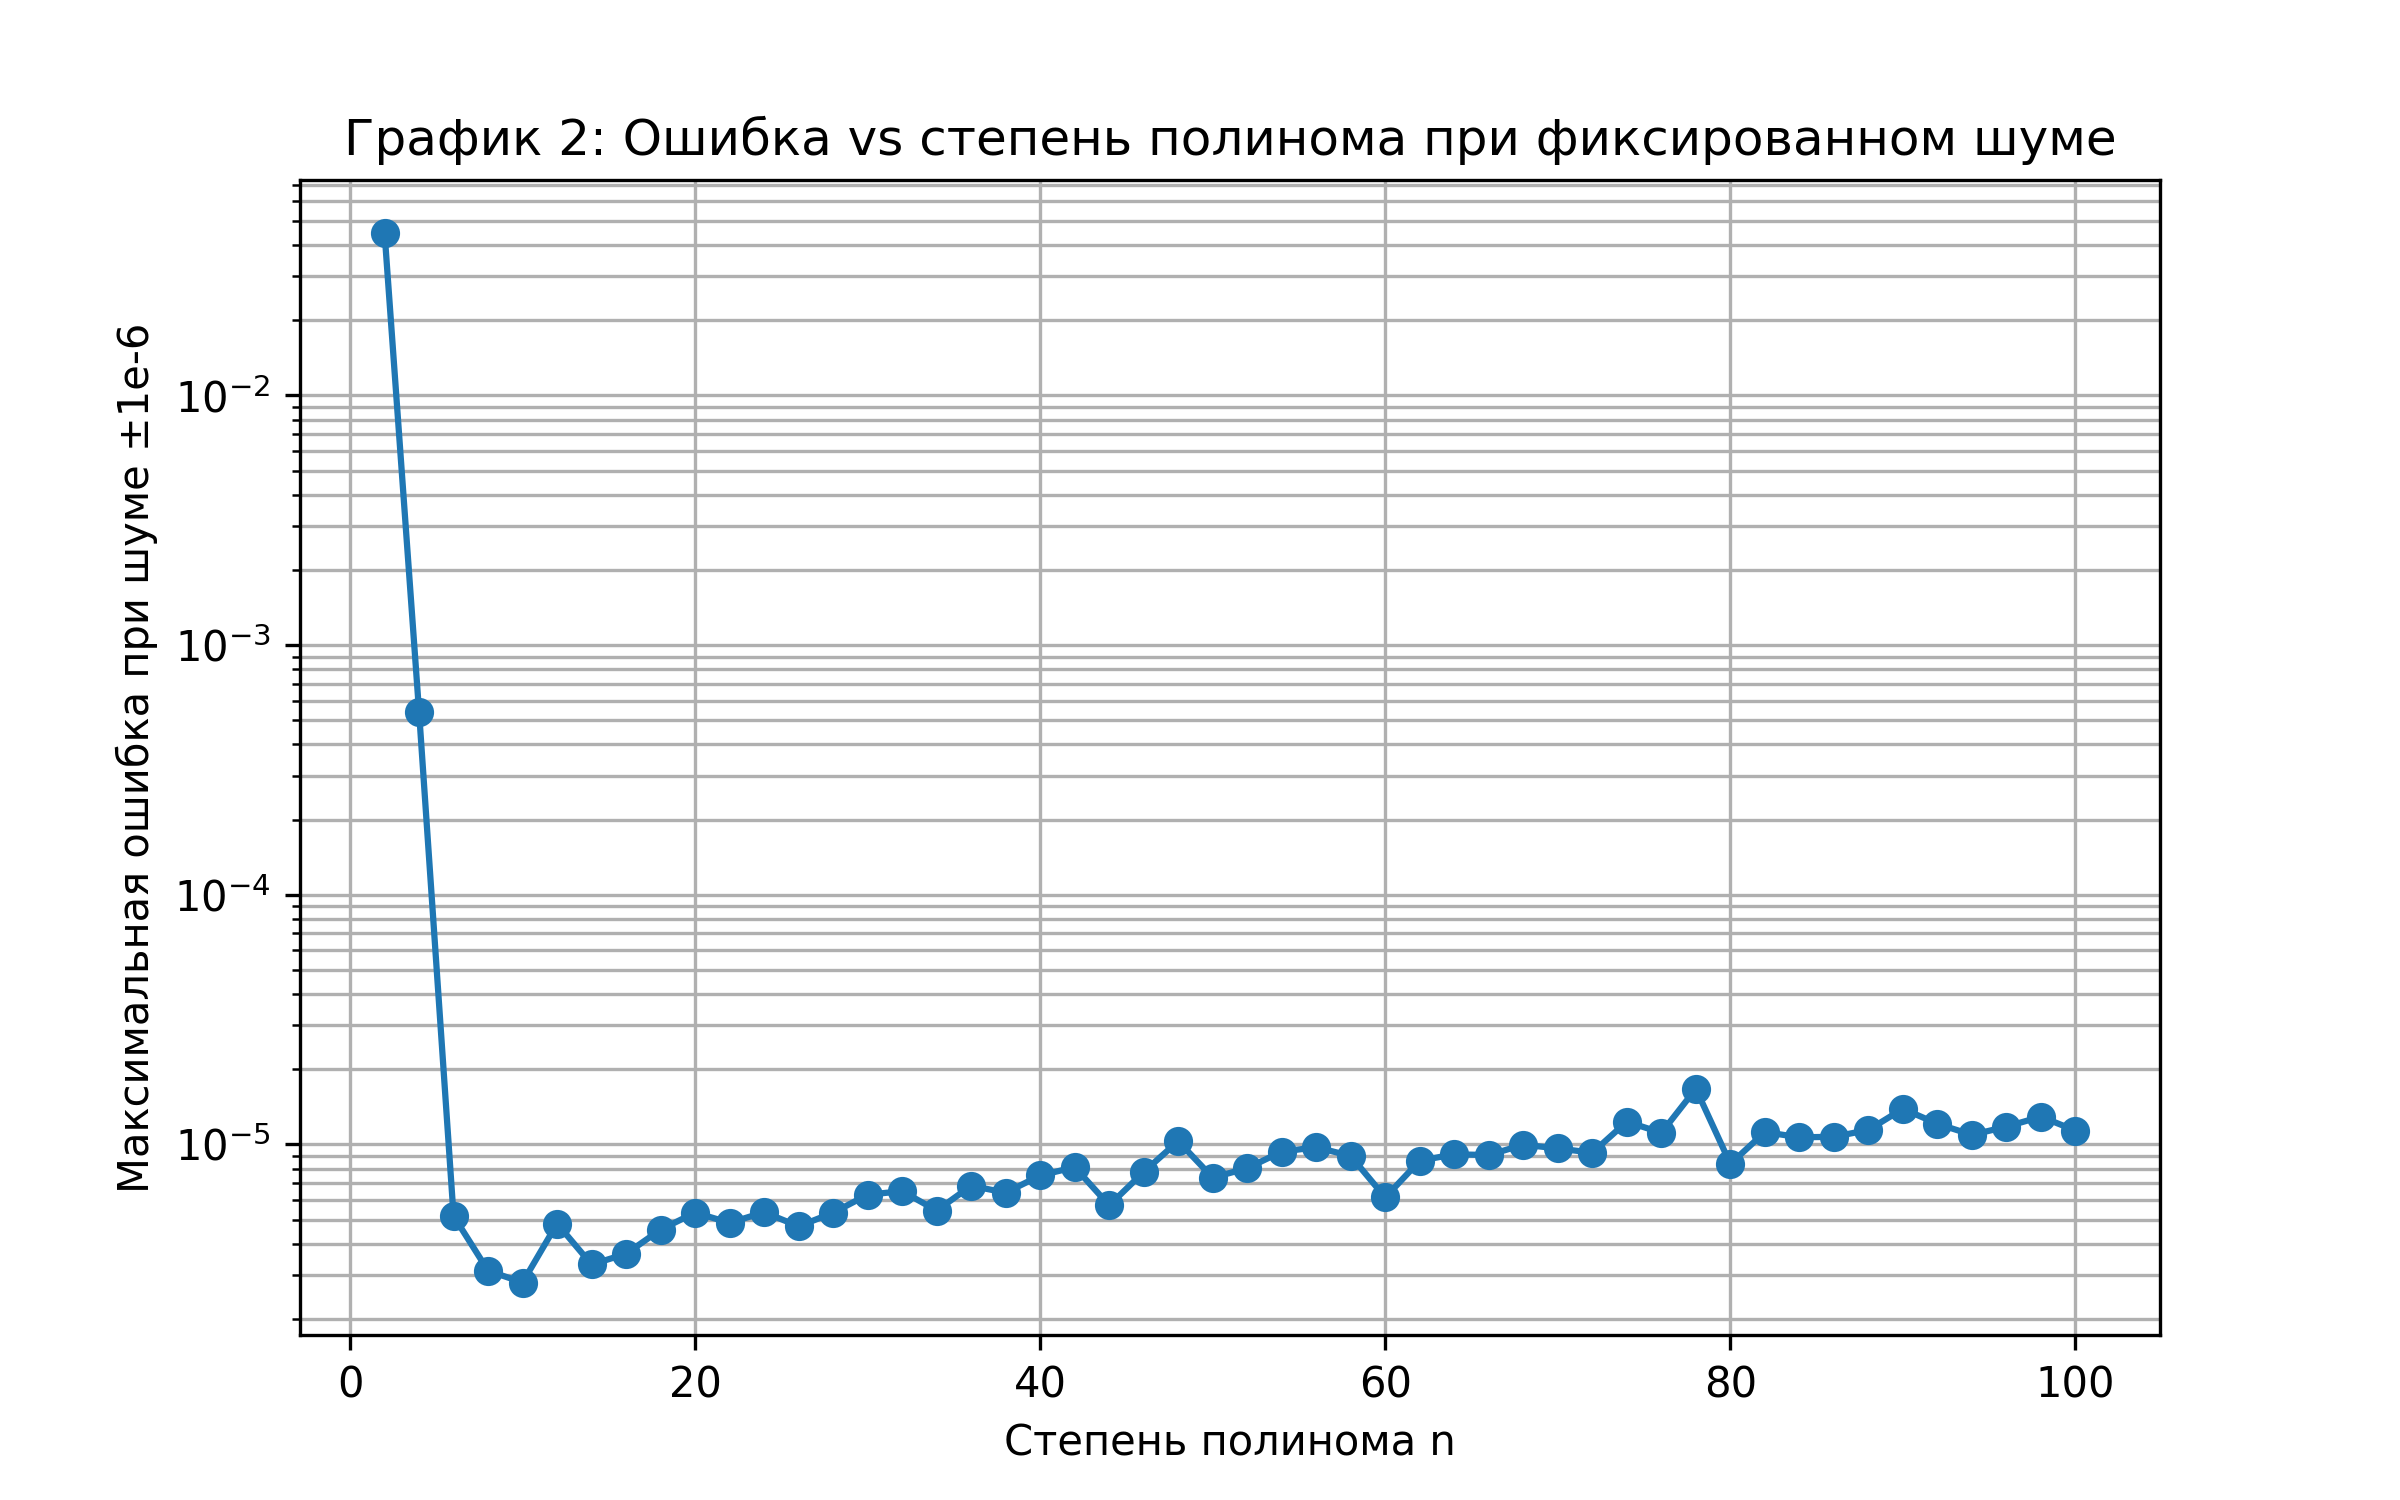 График 2: Ошибка vs степень полинома при фиксированном шуме
Максимальная ошибка при шуме ±1e-6
10⁻²
10⁻³
10⁻⁴
10⁻⁵
0 20 40 60 80 100
Степень полинома n